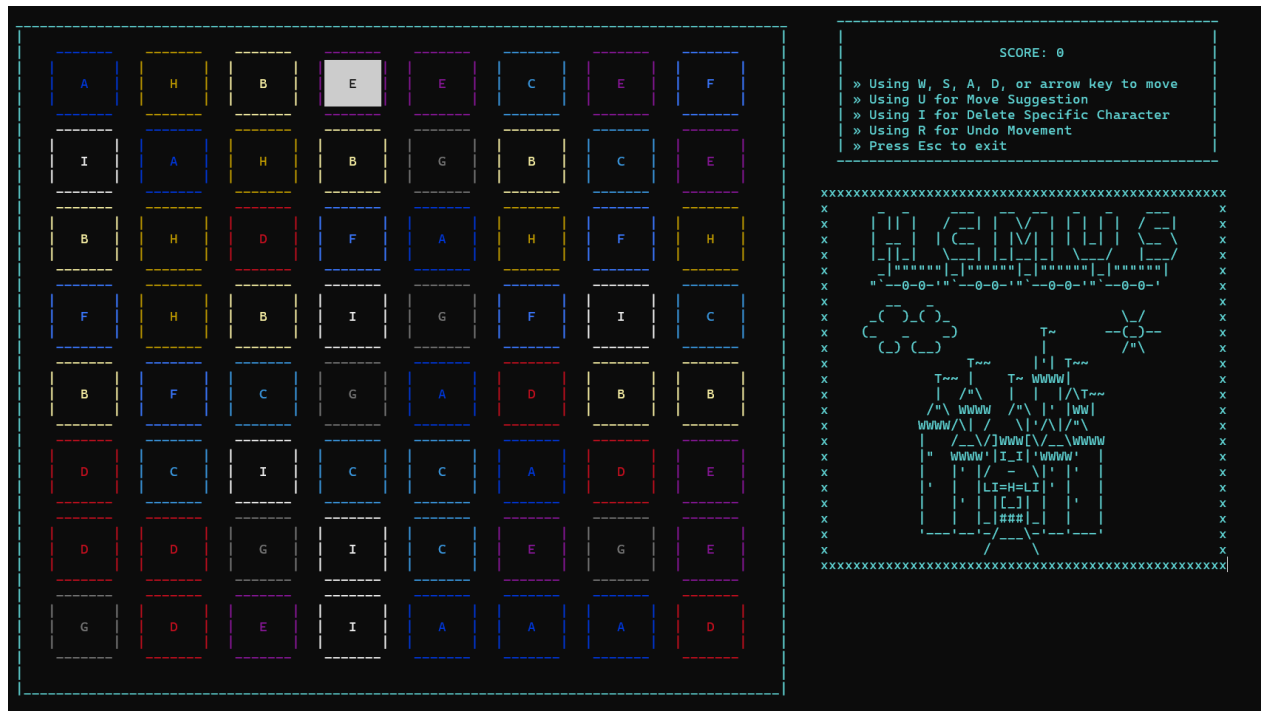 A H B E E C E F
I A H B G B C E
B H D F A H F H
F H B I G F I C
B F C G A D B B
D C I C C A D E
D D G I C E G E
G D E I A A A D
SCORE: 0
» Using W, S, A, D, or arrow key to move
» Using U for Move Suggestion
» Using I for Delete Specific Character
» Using R for Undo Movement
» Press Esc to exit
HCMUS